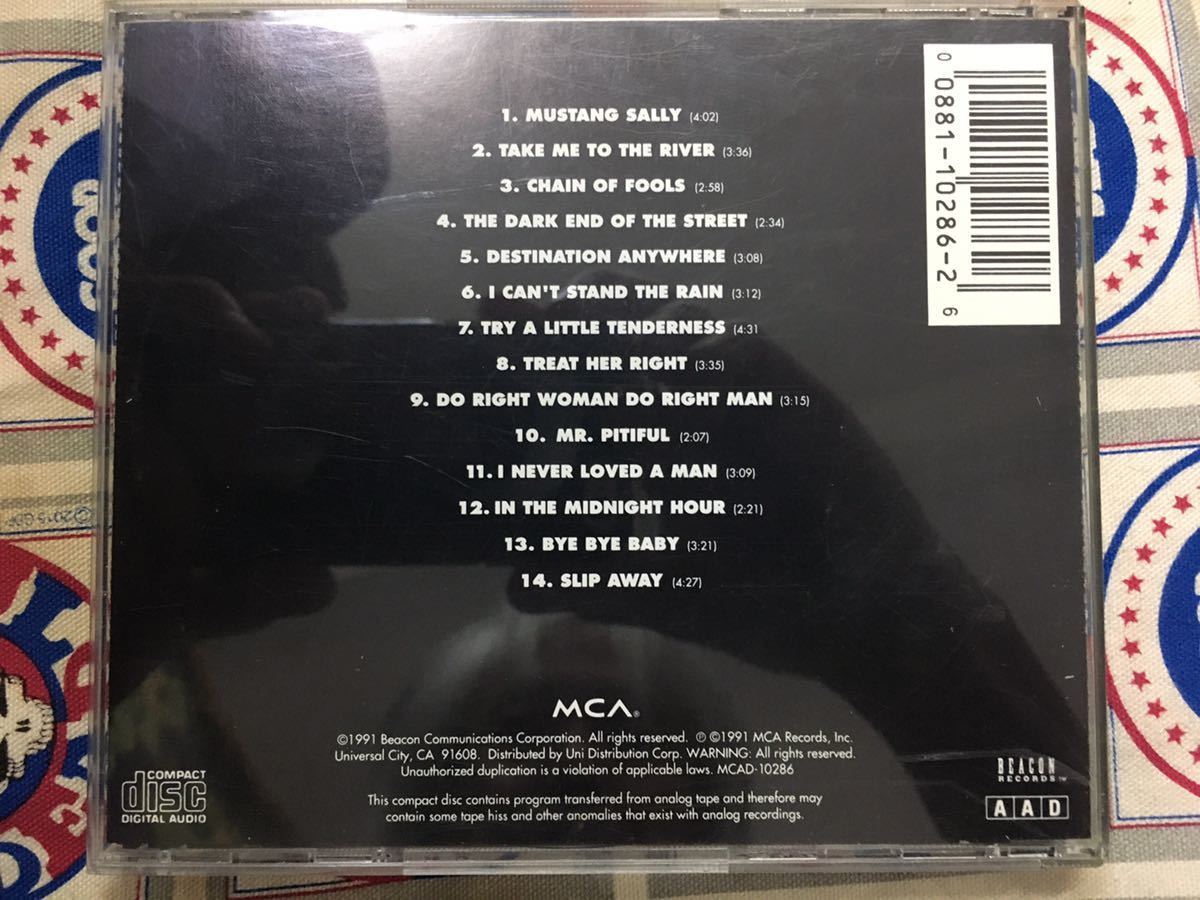 1. MUSTANG SALLY (4:02)
2. TAKE ME TO THE RIVER (3:36)
3. CHAIN OF FOOLS (2:58)
4. THE DARK END OF THE STREET (2:34)
5. DESTINATION ANYWHERE (3:08)
6. I CAN'T STAND THE RAIN (3:12)
7. TRY A LITTLE TENDERNESS (4:31
8. TREAT HER RIGHT (3:35)
9. DO RIGHT WOMAN DO RIGHT MAN (3:15)
10. MR. PITIFUL (2:07)
11. I NEVER LOVED A MAN (3:09)
12. IN THE MIDNIGHT HOUR (2:21)
13. BYE BYE BABY (3:21)
14. SLIP AWAY (4:27)
0 0881-10286-2 6
GOOD
MCA®
©1991 Beacon Communications Corporation. All rights reserved. ℗ ©1991 MCA Records, Inc.
Universal City, CA 91608. Distributed by Uni Distribution Corp. WARNING: All rights reserved.
Unauthorized duplication is a violation of applicable laws. MCAD-10286
This compact disc contains program transferred from analog tape and therefore may
contain some tape hiss and other anomalies that exist with analog recordings.
COMPACT
disc
DIGITAL AUDIO
BEACON
RECORDS™
AAD